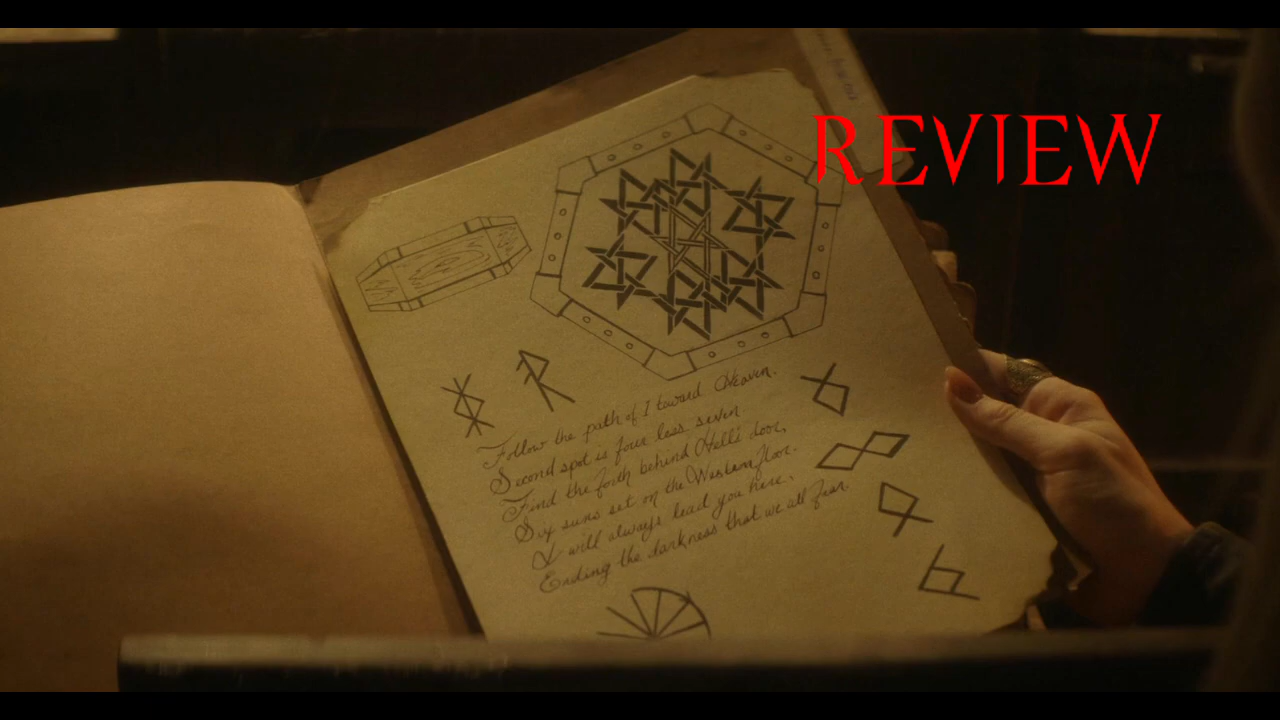 REVIEW
Follow the path of I toward Heaven.
Second spot is four less seven
Find the forth behind Hell's door,
Six suns set on the Western floor.
I will always lead you here.
Ending the darkness that we all fear.